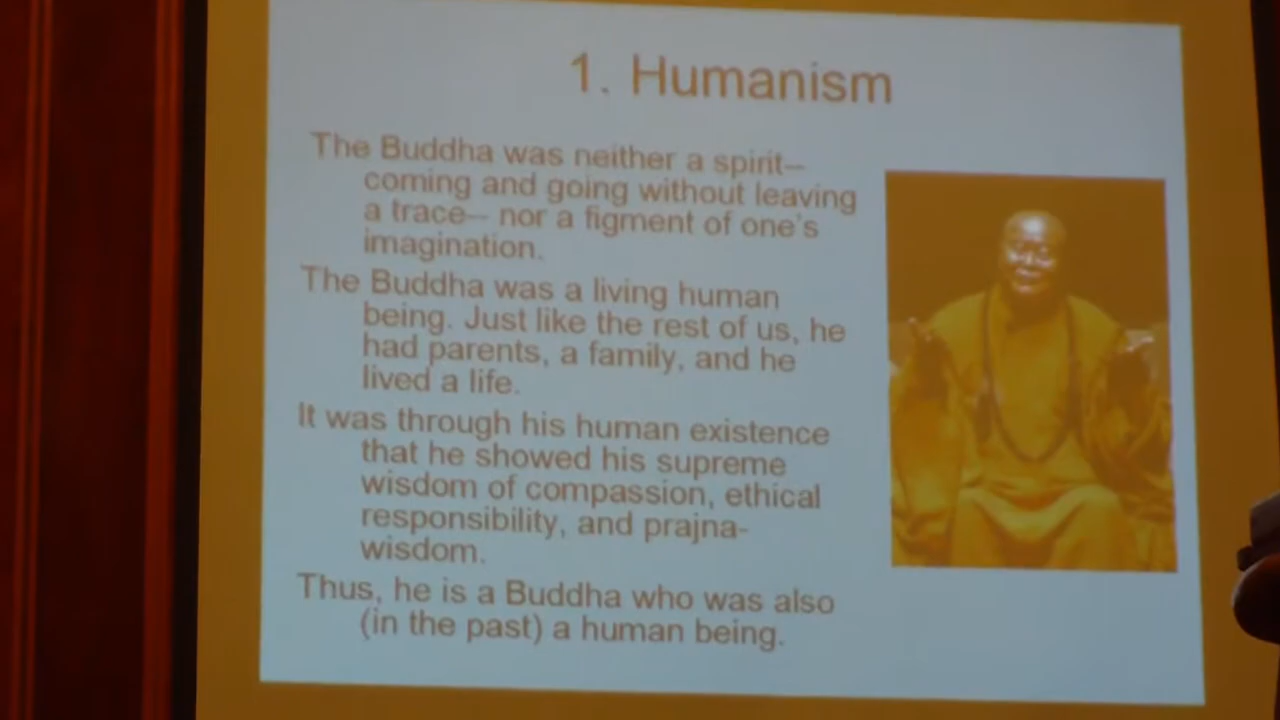 1. Humanism
The Buddha was neither a spirit–
coming and going without leaving
a trace– nor a figment of one's
imagination.
The Buddha was a living human
being. Just like the rest of us, he
had parents, a family, and he
lived a life.
It was through his human existence
that he showed his supreme
wisdom of compassion, ethical
responsibility, and prajna-
wisdom.
Thus, he is a Buddha who was also
(in the past) a human being.